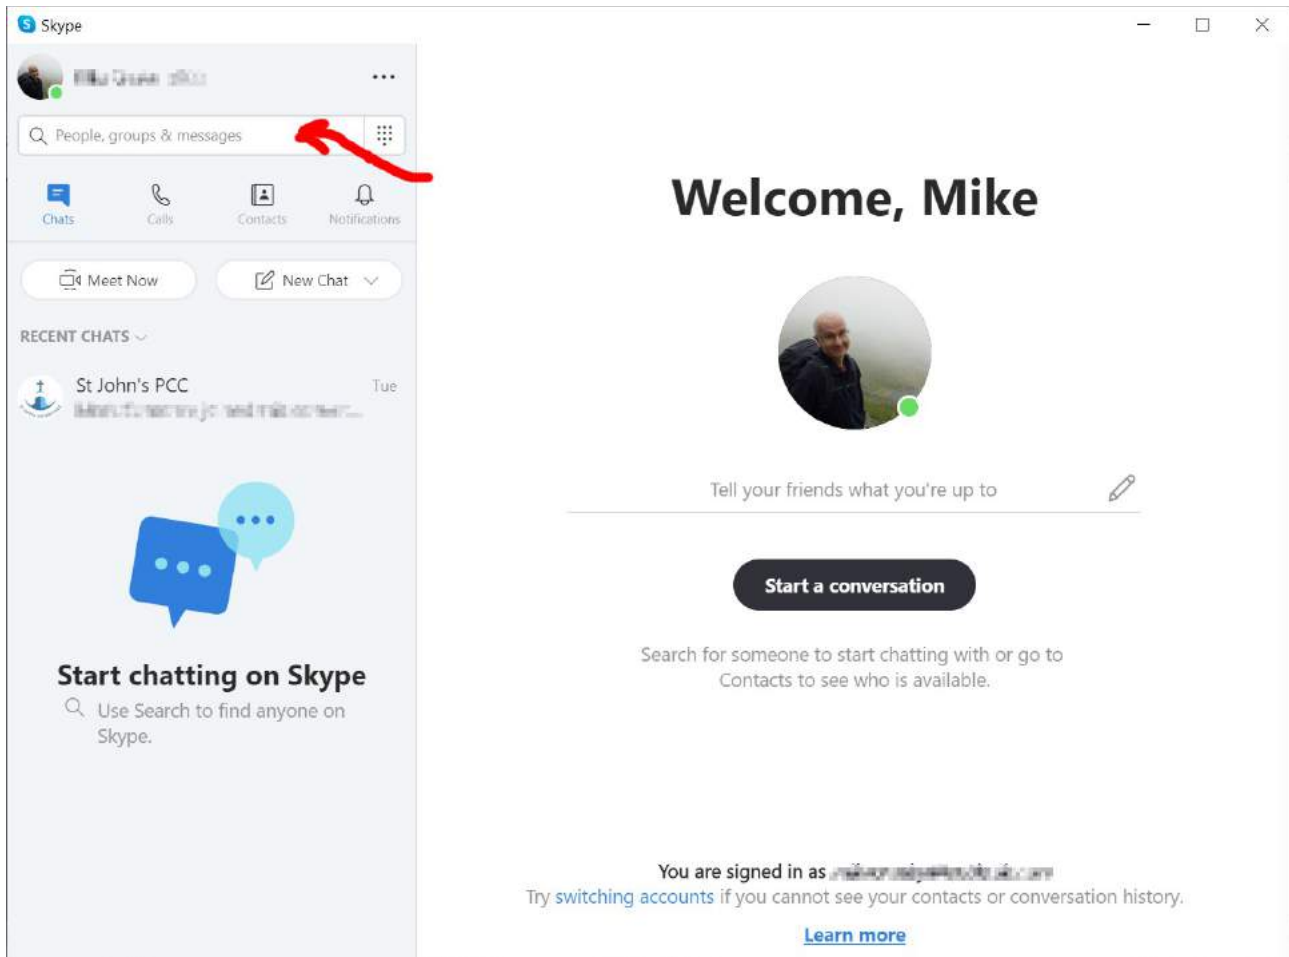 Skype
People, groups & messages
Chats
Calls
Contacts
Notifications
Meet Now
New Chat
RECENT CHATS
St John's PCC
Tue
Start chatting on Skype
Use Search to find anyone on
Skype.
Welcome, Mike
Tell your friends what you're up to
Start a conversation
Search for someone to start chatting with or go to
Contacts to see who is available.
You are signed in as
Try switching accounts if you cannot see your contacts or conversation history.
Learn more